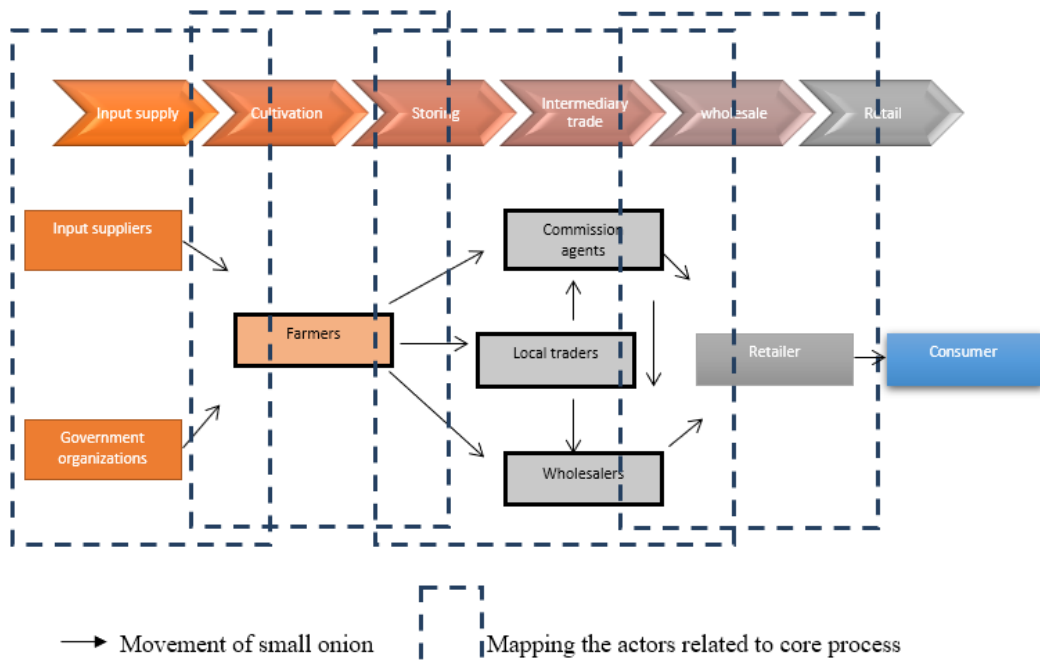 Input supply
Cultivation
Storing
Intermediary
trade
wholesale
Retail
Input suppliers
Commission
agents
Farmers
Local traders
Retailer
Consumer
Government
organizations
Wholesalers
Movement of small onion
Mapping the actors related to core process